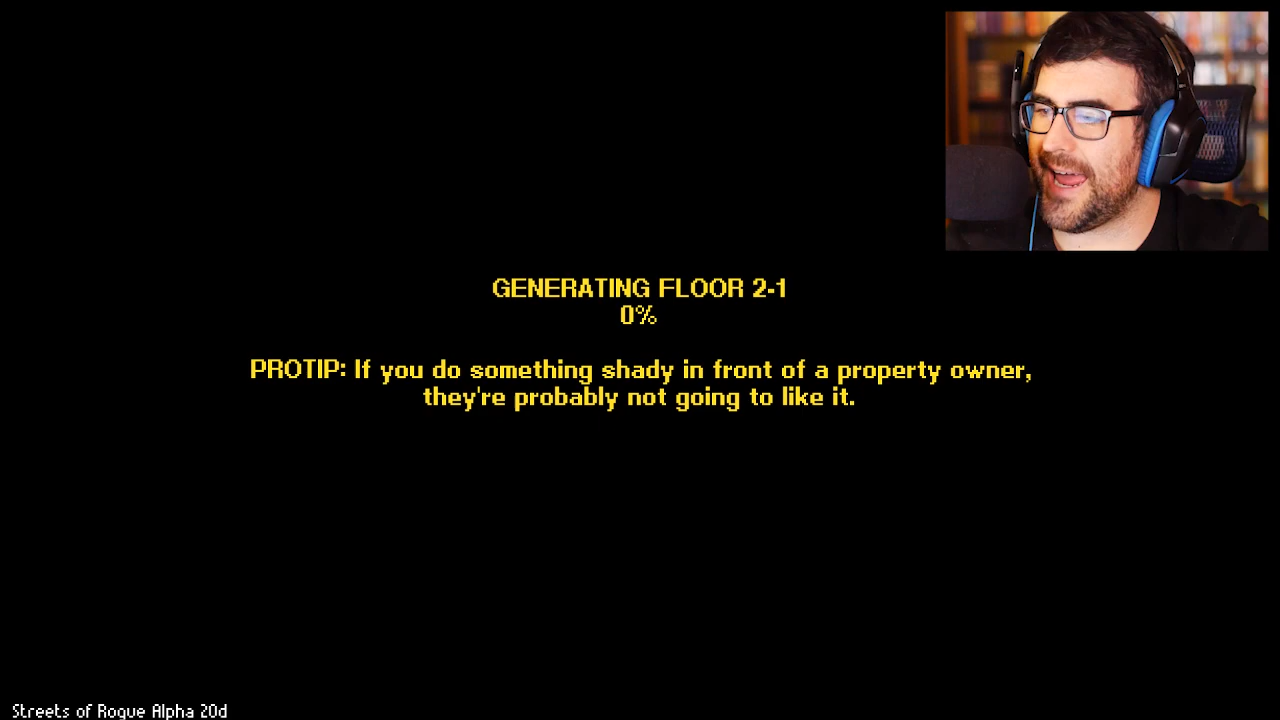 GENERATING FLOOR 2-1
0%
PROTIP: If you do something shady in front of a property owner,
they're probably not going to like it.
Streets of Rogue Alpha 20d